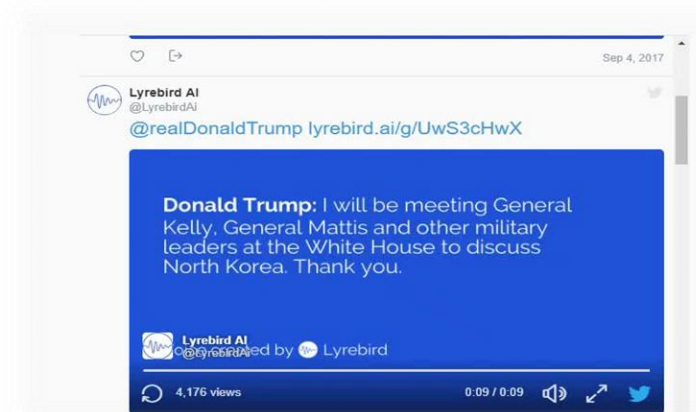 Sep 4, 2017
Lyrebird AI
@LyrebirdAi
@realDonaldTrump lyrebird.ai/g/UwS3cHwX
Donald Trump: I will be meeting General
Kelly, General Mattis and other military
leaders at the White House to discuss
North Korea. Thank you.
Lyrebird AI
@LyrebirdAi
by Lyrebird
4,176 views
0:09 / 0:09